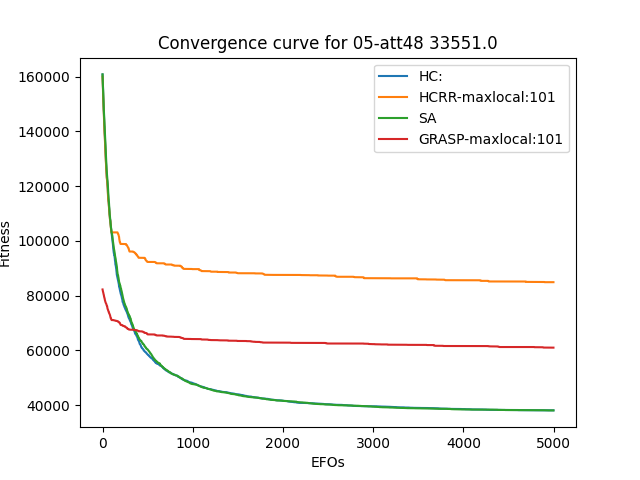 Convergence curve for 05-att48 33551.0
HC:
HCRR-maxlocal:101
SA
GRASP-maxlocal:101
160000
140000
120000
100000
80000
60000
40000
0
1000
2000
3000
4000
5000
EFOs